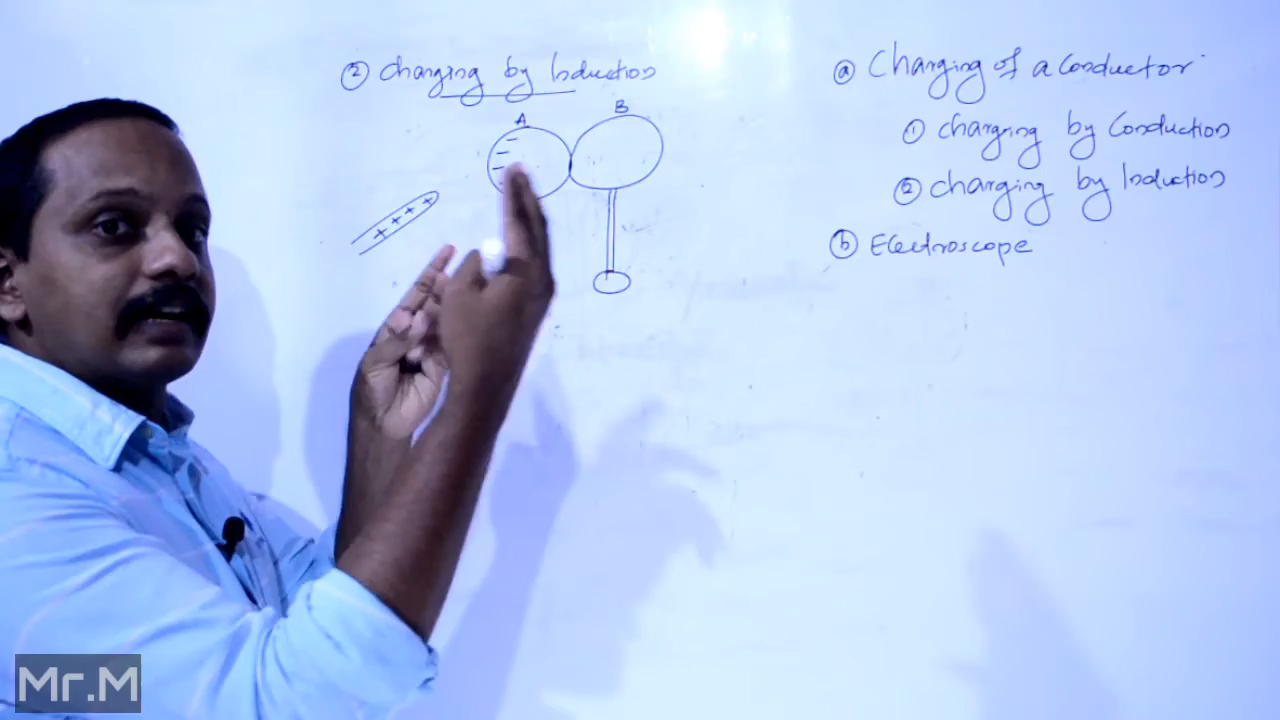 ② Charging by Induction
A
B
- - -
+ + + +
ⓐ Charging of a Conductor
① Charging by Conduction
② Charging by Induction
ⓑ Electroscope
Mr.M